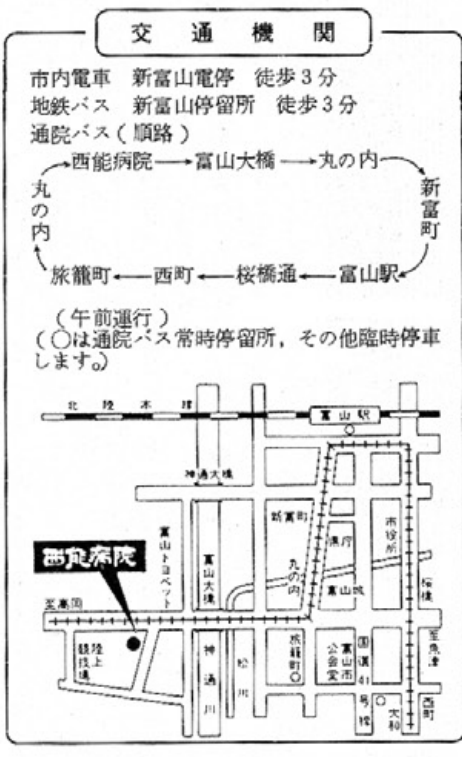 交通機関
市内電車 新富山電停 徒歩3分
地鉄バス 新富山停留所 徒歩3分
通院バス(順路)
西能病院→富山大橋→丸の内
新富町
富山駅
桜橋通
西町
旅籠町
丸の内
(午前運行)
(○は通院バス常時停留所,その他臨時停車
します。)
北陸本線
富山駅
神通大橋
新富町
県庁
市役所
富山トヨペット
富山大橋
丸の内
富山城
桜橋
西能病院
至高岡
陸上競技場
神通川
松川
旅籠町
富山市公会堂
国道41号線
大和
西町
至魚津